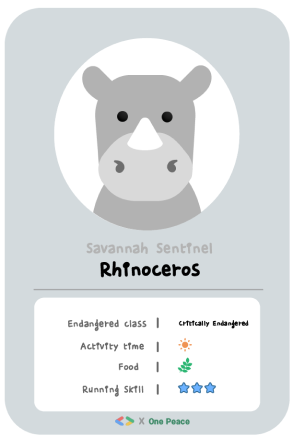 Savannah Sentinel
Rhinoceros
Endangered class | Critically Endangered
Activity time |
Food |
Running Skill |
X One Peace